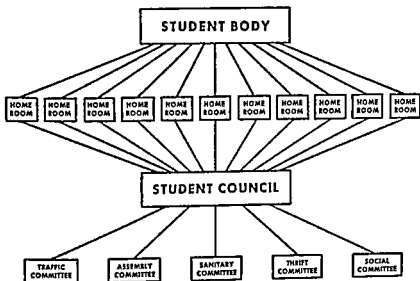 STUDENT BODY
HOME ROOM
HOME ROOM
HOME ROOM
HOME ROOM
HOME ROOM
HOME ROOM
HOME ROOM
HOME ROOM
HOME ROOM
HOME ROOM
HOME ROOM
STUDENT COUNCIL
TRAFFIC COMMITTEE
ASSEMBLY COMMITTEE
SANITARY COMMITTEE
THRIFT COMMITTEE
SOCIAL COMMITTEE